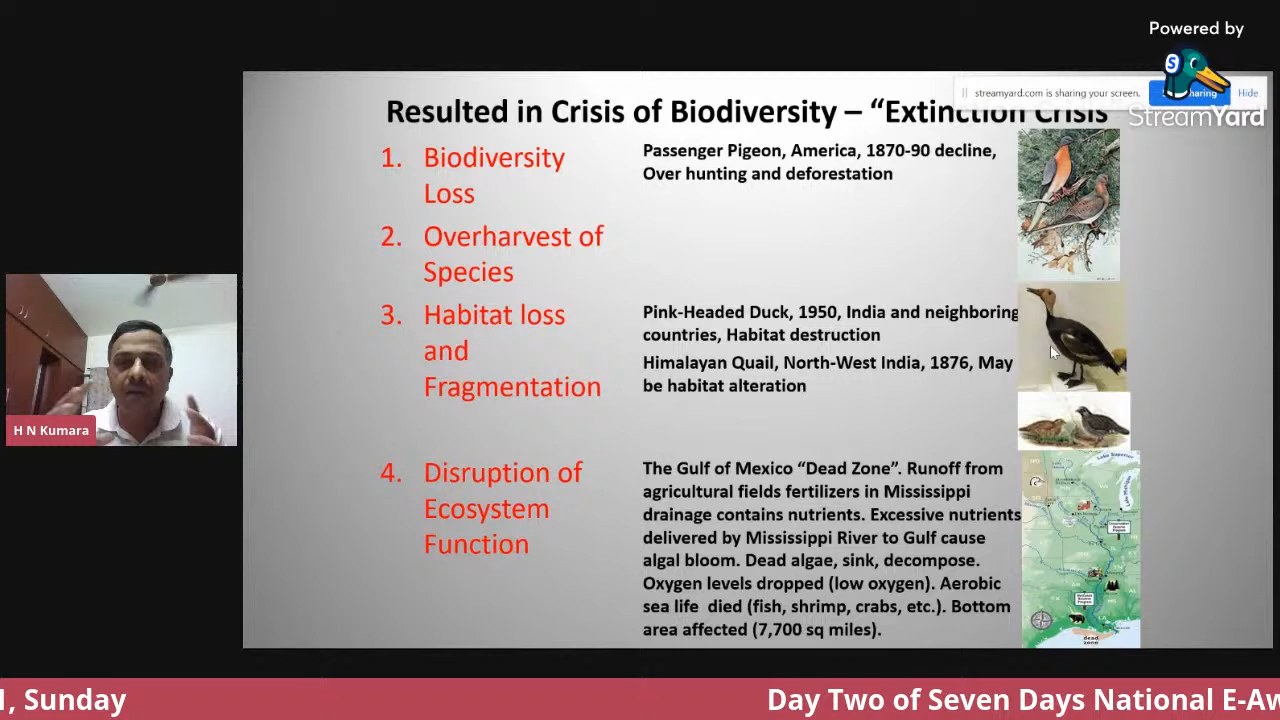 Powered by
StreamYard
streamyard.com is sharing your screen.
Hide
Resulted in Crisis of Biodiversity – “Extinction Crisis
1. Biodiversity
Loss
Passenger Pigeon, America, 1870-90 decline,
Over hunting and deforestation
2. Overharvest of
Species
3. Habitat loss
and
Fragmentation
Pink-Headed Duck, 1950, India and neighboring
countries, Habitat destruction
Himalayan Quail, North-West India, 1876, May
be habitat alteration
4. Disruption of
Ecosystem
Function
The Gulf of Mexico “Dead Zone”. Runoff from
agricultural fields fertilizers in Mississippi
drainage contains nutrients. Excessive nutrients
delivered by Mississippi River to Gulf cause
algal bloom. Dead algae, sink, decompose.
Oxygen levels dropped (low oxygen). Aerobic
sea life died (fish, shrimp, crabs, etc.). Bottom
area affected (7,700 sq miles).
Lake Superior
dead
zone
H N Kumara
1, Sunday
Day Two of Seven Days National E-Aw